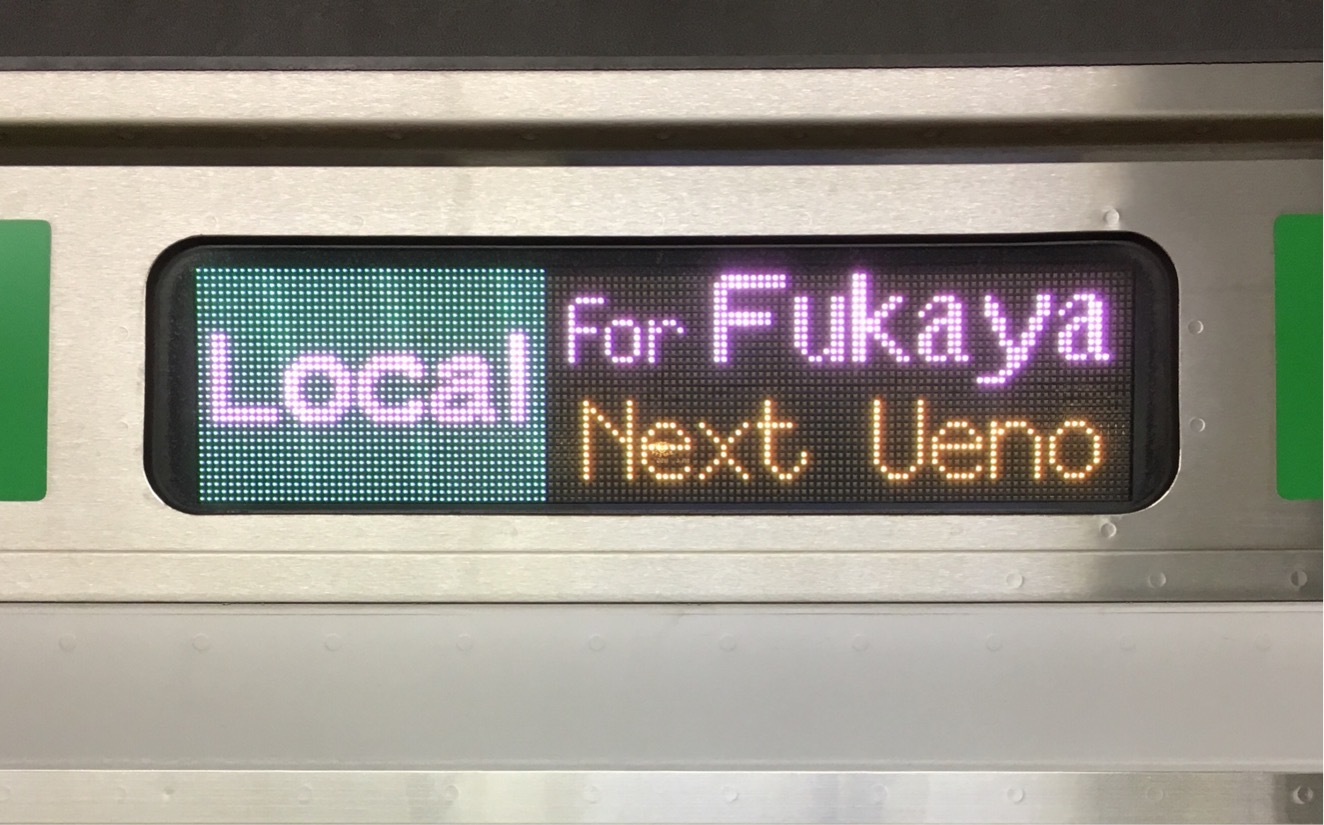 Local
For Fukaya
Next Ueno